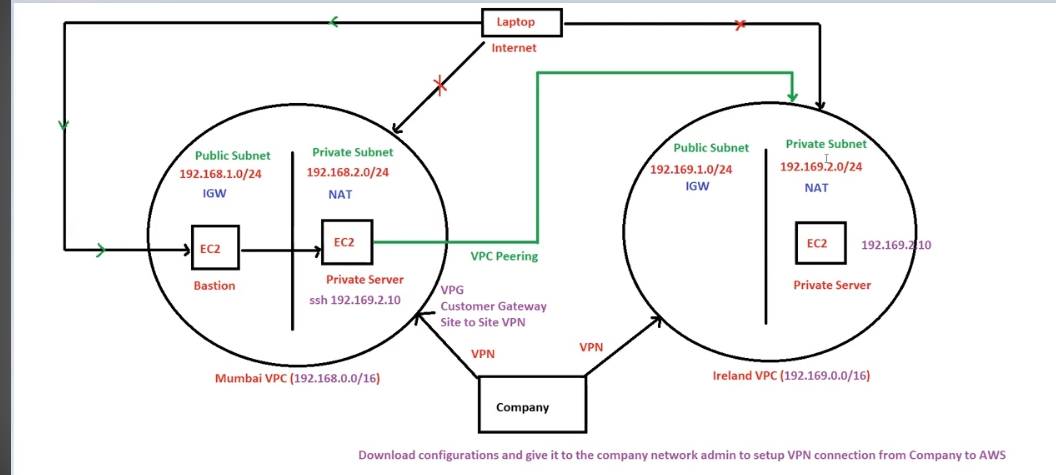 Laptop
Internet
Public Subnet
192.168.1.0/24
IGW
Private Subnet
192.168.2.0/24
NAT
EC2
Bastion
EC2
Private Server
ssh 192.169.2.10
VPC Peering
VPG
Customer Gateway
Site to Site VPN
Mumbai VPC (192.168.0.0/16)
Public Subnet
192.169.1.0/24
IGW
Private Subnet
192.169.2.0/24
NAT
EC2
192.169.2.10
Private Server
Ireland VPC (192.169.0.0/16)
VPN
VPN
Company
Download configurations and give it to the company network admin to setup VPN connection from Company to AWS